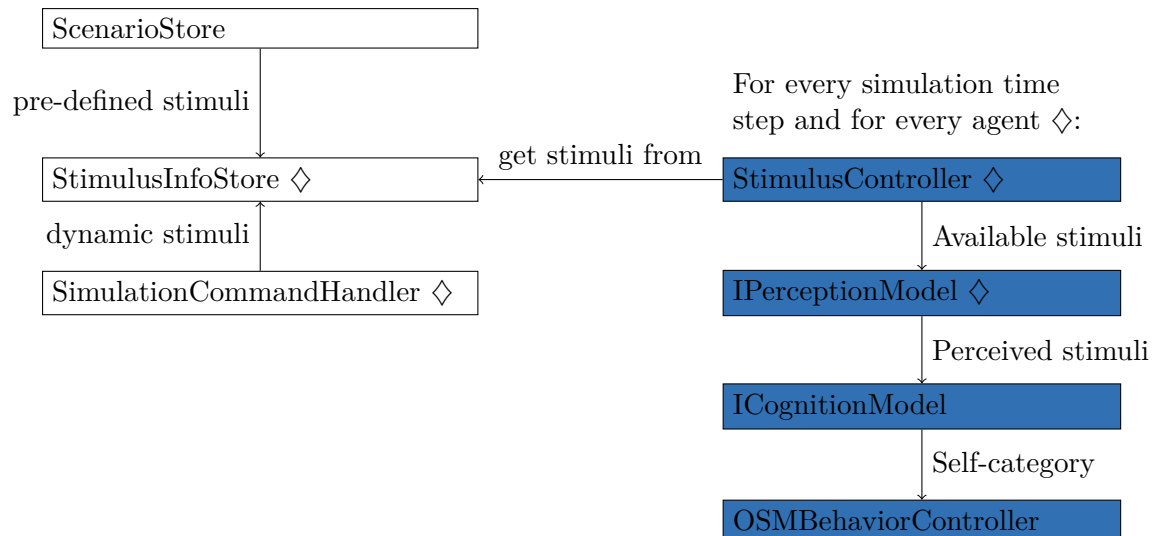 ScenarioStore
pre-defined stimuli
StimulusInfoStore ♢
dynamic stimuli
SimulationCommandHandler ♢
get stimuli from
For every simulation time
step and for every agent ♢:
StimulusController ♢
Available stimuli
IPerceptionModel ♢
Perceived stimuli
ICognitionModel
Self-category
OSMBehaviorController